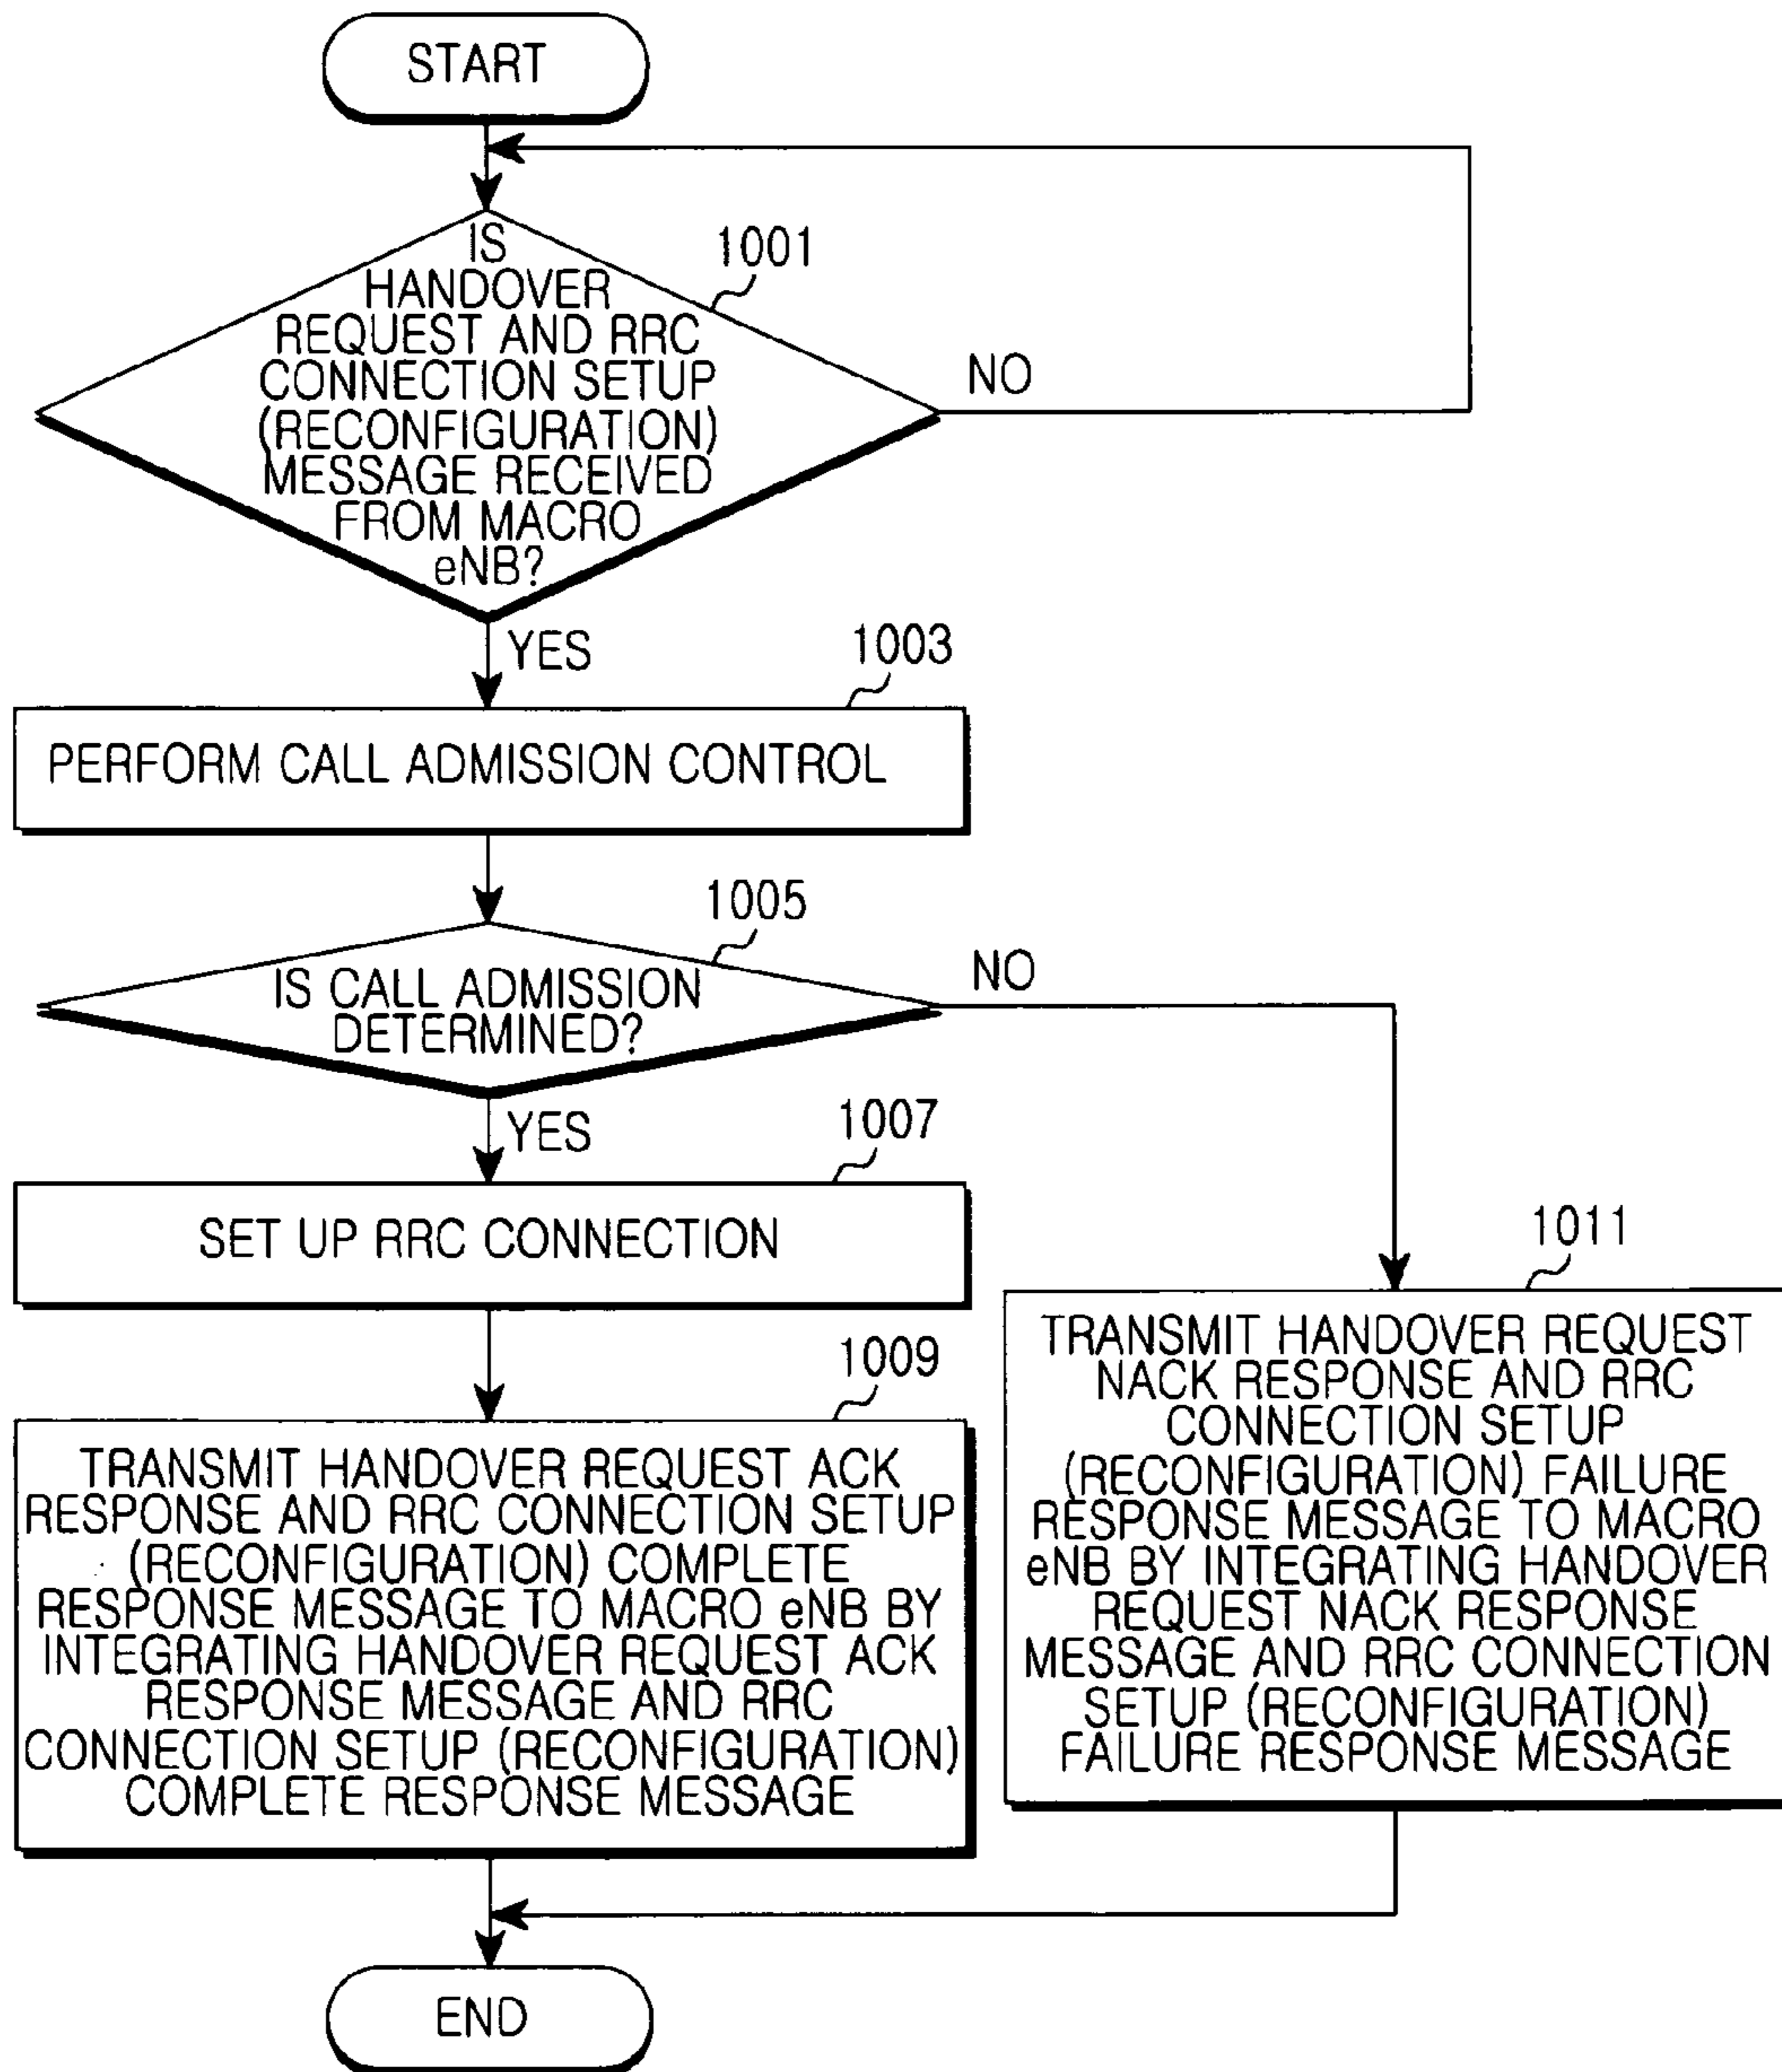 START
IS
HANDOVER
REQUEST AND RRC
CONNECTION SETUP
(RECONFIGURATION)
MESSAGE RECEIVED
FROM MACRO
eNB?
1001
NO
YES
1003
PERFORM CALL ADMISSION CONTROL
1005
IS CALL ADMISSION
DETERMINED?
NO
YES
1007
SET UP RRC CONNECTION
1009
TRANSMIT HANDOVER REQUEST ACK
RESPONSE AND RRC CONNECTION SETUP
(RECONFIGURATION) COMPLETE
RESPONSE MESSAGE TO MACRO eNB BY
INTEGRATING HANDOVER REQUEST ACK
RESPONSE MESSAGE AND RRC
CONNECTION SETUP (RECONFIGURATION)
COMPLETE RESPONSE MESSAGE
1011
TRANSMIT HANDOVER REQUEST
NACK RESPONSE AND RRC
CONNECTION SETUP
(RECONFIGURATION) FAILURE
RESPONSE MESSAGE TO MACRO
eNB BY INTEGRATING HANDOVER
REQUEST NACK RESPONSE
MESSAGE AND RRC CONNECTION
SETUP (RECONFIGURATION)
FAILURE RESPONSE MESSAGE
END